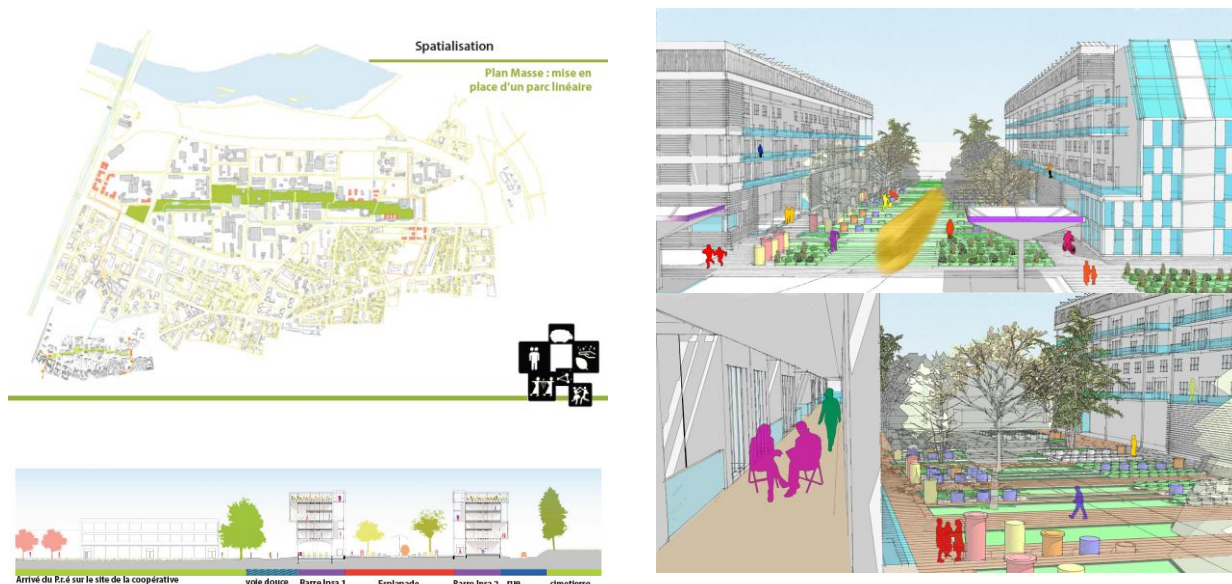 Spatialisation
Plan Masse : mise en
place d'un parc linéaire
Arrivé du P.r.é sur le site de la coopérative
voie douce
Barre Insa 1
Esplanade
Barre Insa 2
rue
cimetierre